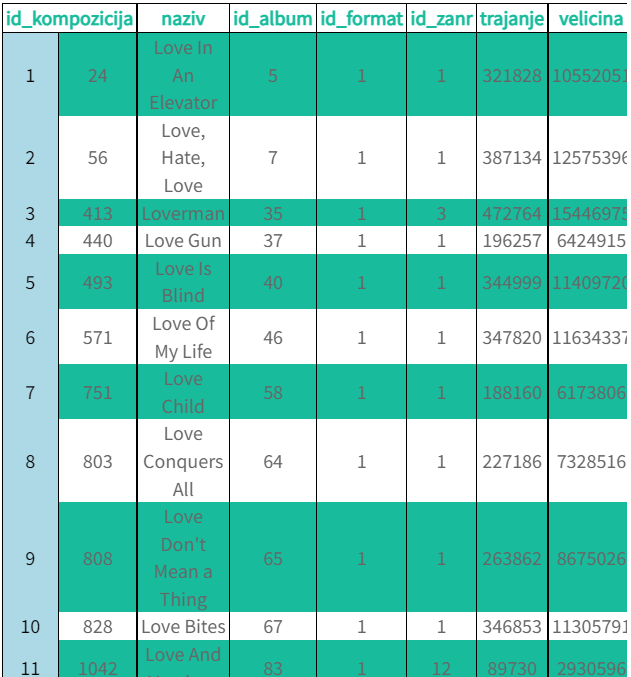 id_kompozicija naziv id_album id_format id_zanr trajanje velicina
1 24 Love In An Elevator 5 1 1 321828 10552051
2 56 Love, Hate, Love 7 1 1 387134 12575396
3 413 Loverman 35 1 3 472764 15446975
4 440 Love Gun 37 1 1 196257 6424915
5 493 Love Is Blind 40 1 1 344999 11409720
6 571 Love Of My Life 46 1 1 347820 11634337
7 751 Love Child 58 1 1 188160 6173806
8 803 Love Conquers All 64 1 1 227186 7328516
9 808 Love Don't Mean a Thing 65 1 1 263862 8675026
10 828 Love Bites 67 1 1 346853 11305791
11 1042 Love And 83 1 12 89730 2930596